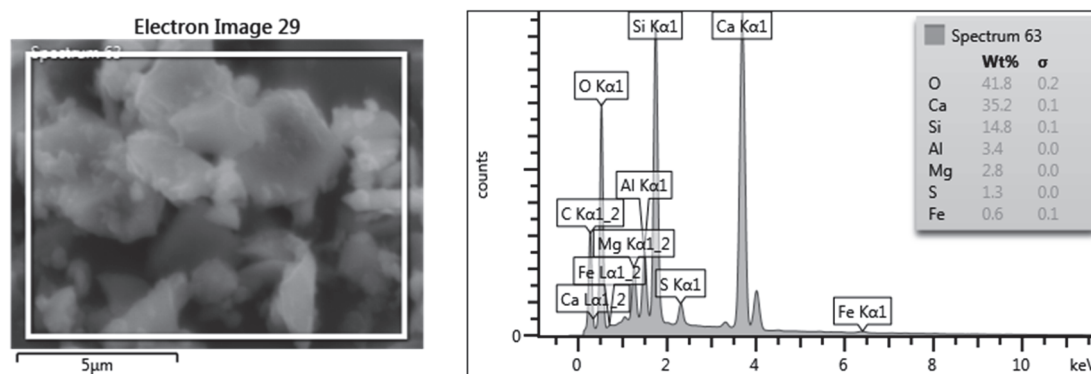 Electron Image 29
Spectrum 63
5μm
Si Kα1
Ca Kα1
O Kα1
Al Kα1
C Kα1_2
Mg Kα1_2
Fe Lα1_2
S Kα1
Ca Lα1_2
Fe Kα1
counts
0
0 2 4 6 8 10 keV
Spectrum 63
Wt% σ
O 41.8 0.2
Ca 35.2 0.1
Si 14.8 0.1
Al 3.4 0.0
Mg 2.8 0.0
S 1.3 0.0
Fe 0.6 0.1